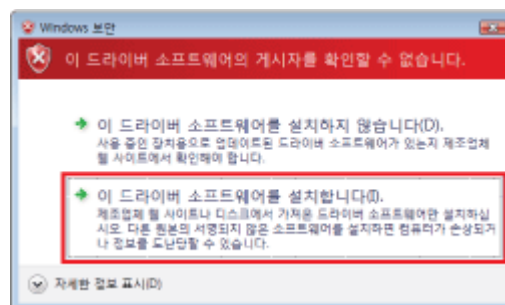 Windows 보안
이 드라이버 소프트웨어의 게시자를 확인할 수 없습니다.
이 드라이버 소프트웨어를 설치하지 않습니다(D).
사용 중인 장치용으로 업데이트된 드라이버 소프트웨어가 있는지 제조업체
웹 사이트에서 확인해야 합니다.
이 드라이버 소프트웨어를 설치합니다(I).
제조업체 웹 사이트나 디스크에서 가져온 드라이버 소프트웨어만 설치하십
시오. 다른 원본의 서명되지 않은 소프트웨어를 설치하면 컴퓨터가 손상되거
나 정보를 도난당할 수 있습니다.
자세한 정보 표시(D)